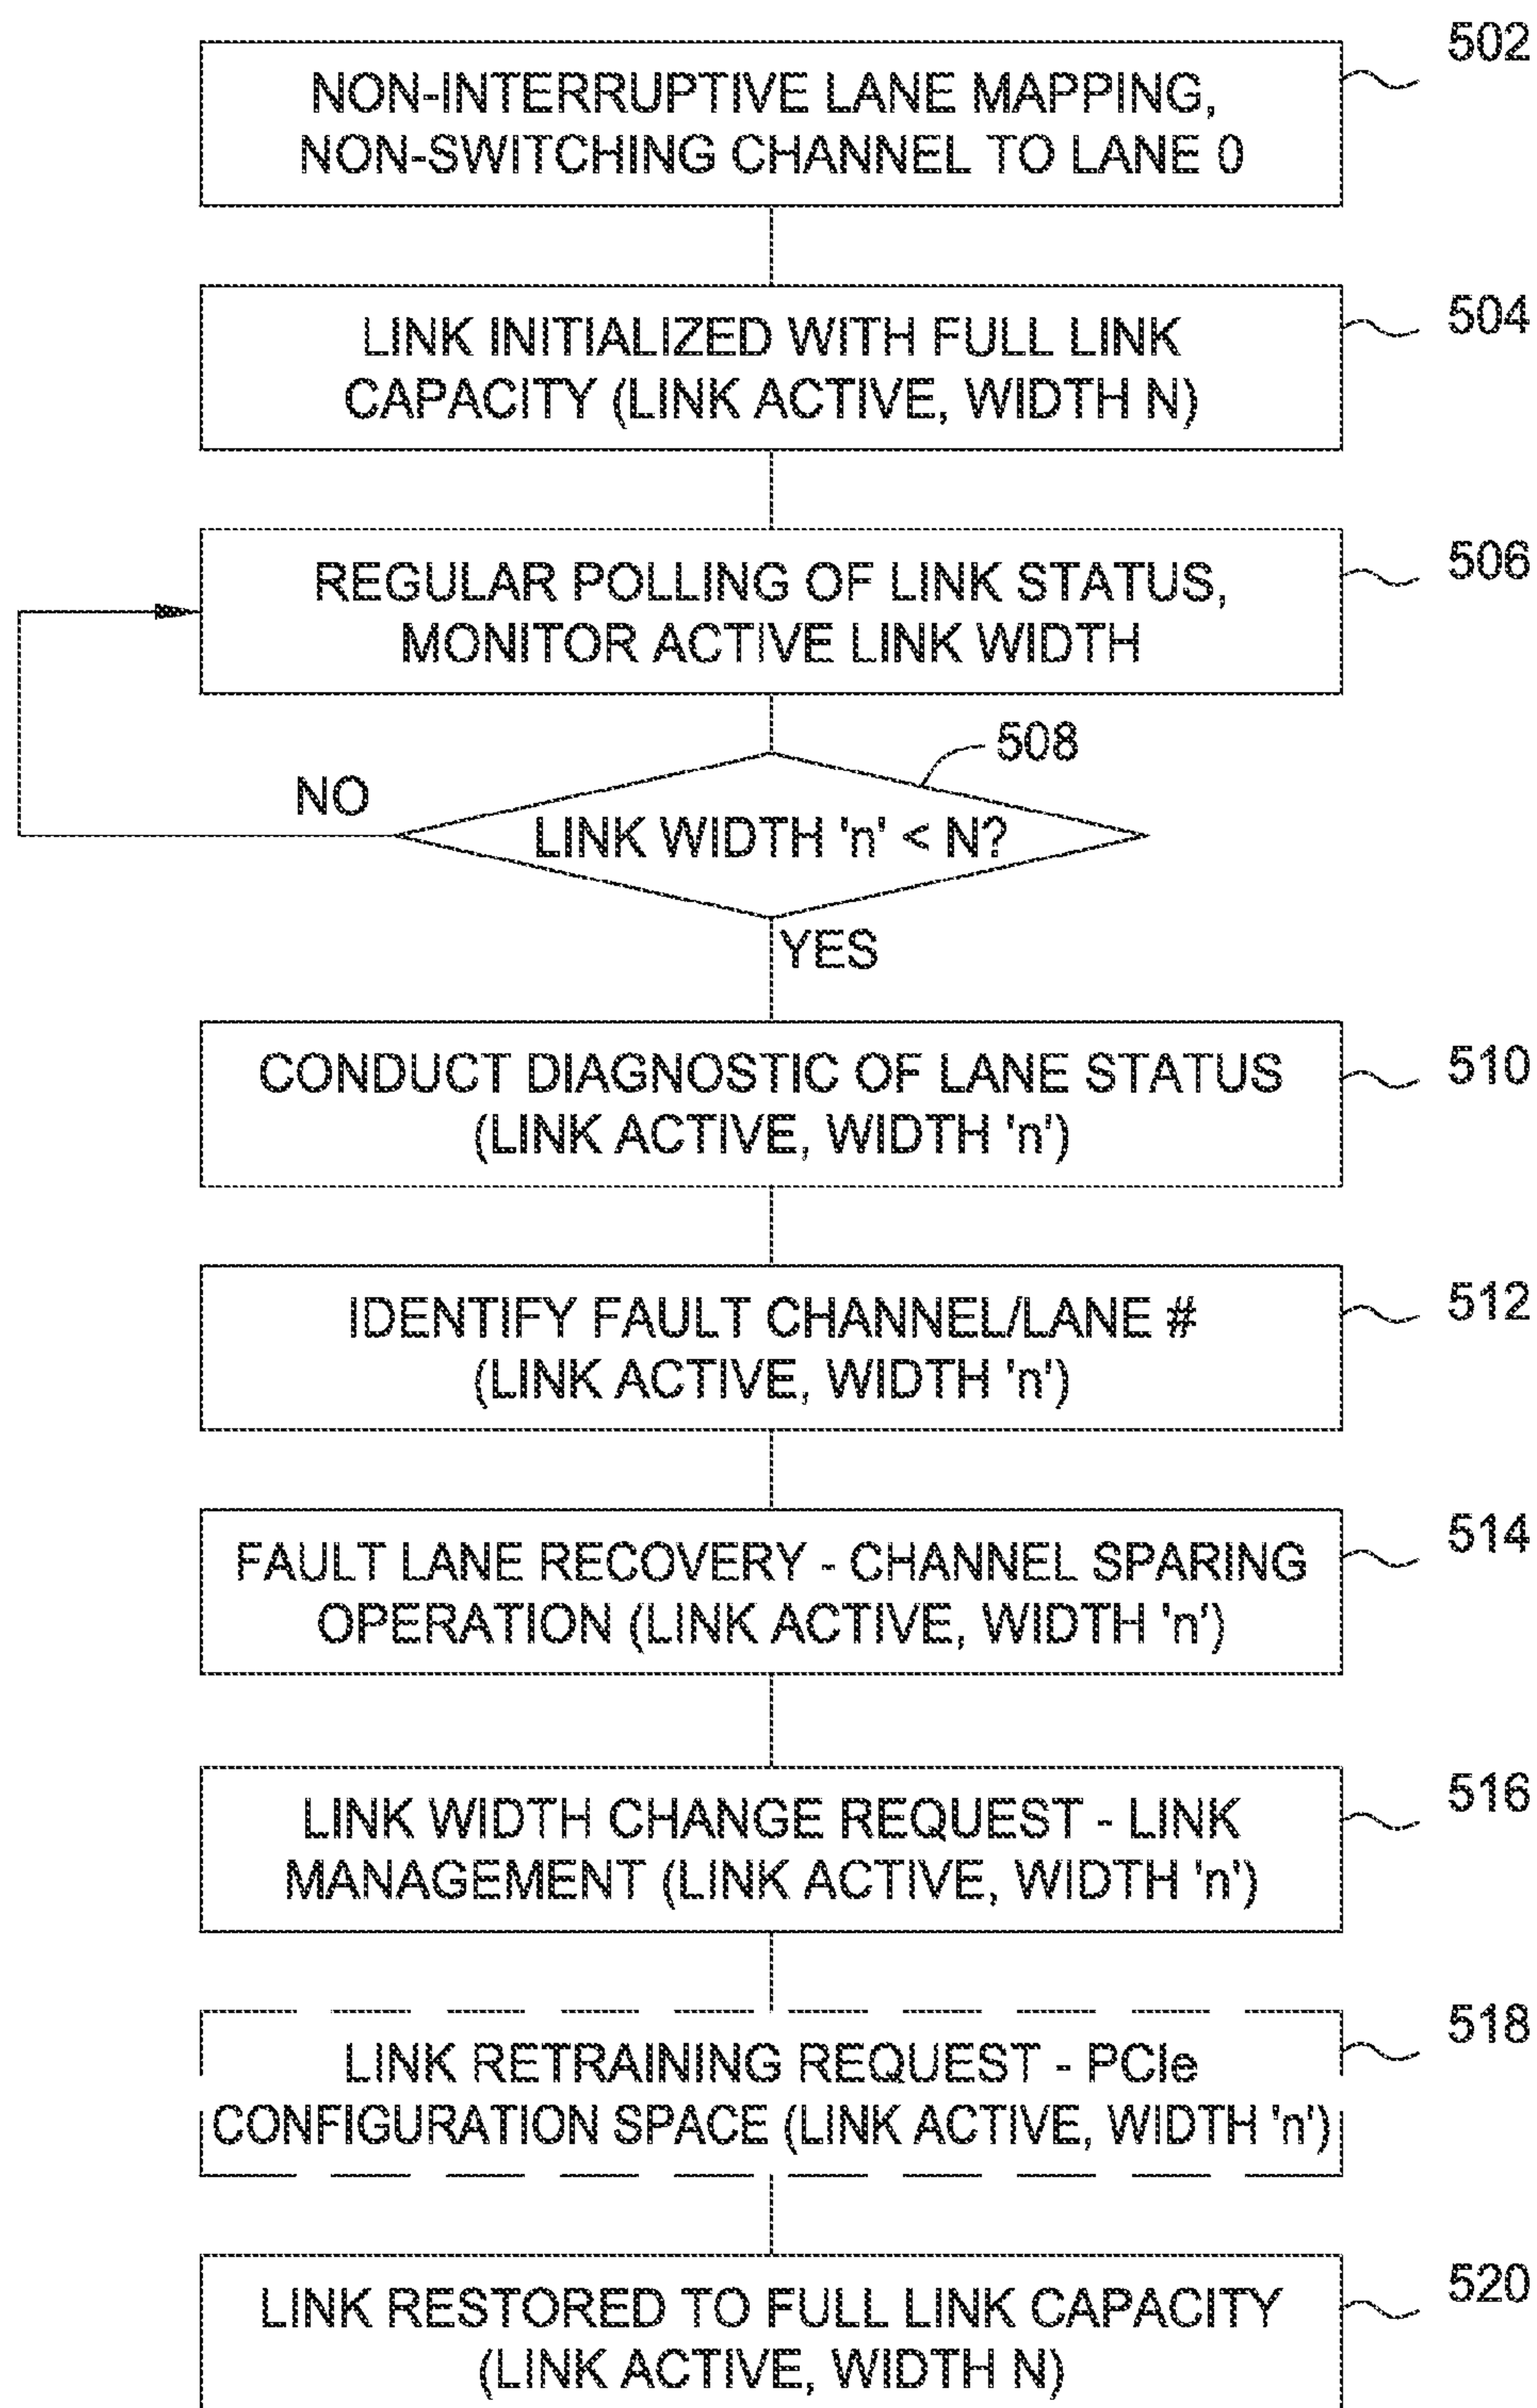 502
NON-INTERRUPTIVE LANE MAPPING,
NON-SWITCHING CHANNEL TO LANE 0
504
LINK INITIALIZED WITH FULL LINK
CAPACITY (LINK ACTIVE, WIDTH N)
506
REGULAR POLLING OF LINK STATUS,
MONITOR ACTIVE LINK WIDTH
508
NO
LINK WIDTH 'n' < N?
YES
510
CONDUCT DIAGNOSTIC OF LANE STATUS
(LINK ACTIVE, WIDTH 'n')
512
IDENTIFY FAULT CHANNEL/LANE #
(LINK ACTIVE, WIDTH 'n')
514
FAULT LANE RECOVERY - CHANNEL SPARING
OPERATION (LINK ACTIVE, WIDTH 'n')
516
LINK WIDTH CHANGE REQUEST - LINK
MANAGEMENT (LINK ACTIVE, WIDTH 'n')
518
LINK RETRAINING REQUEST - PCIe
CONFIGURATION SPACE (LINK ACTIVE, WIDTH 'n')
520
LINK RESTORED TO FULL LINK CAPACITY
(LINK ACTIVE, WIDTH N)